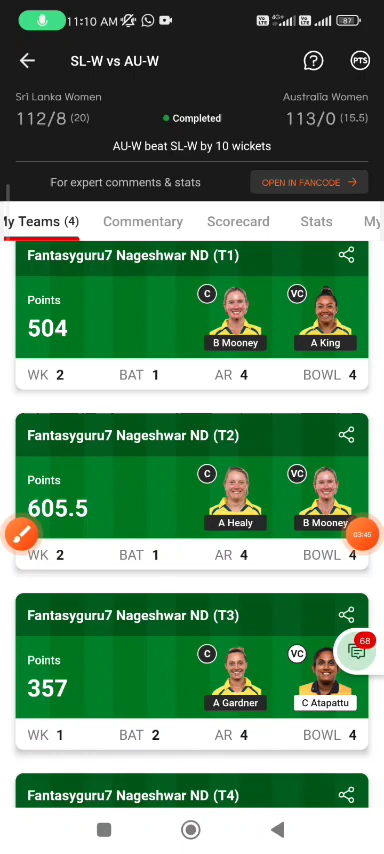 11:10 AM
4G+
87
SL-W vs AU-W
PTS
Sri Lanka Women
Australia Women
112/8 (20)
Completed
113/0 (15.5)
AU-W beat SL-W by 10 wickets
For expert comments & stats
OPEN IN FANCODE →
My Teams (4)
Commentary
Scorecard
Stats
My
Fantasyguru7 Nageshwar ND (T1)
Points
504
C
VC
B Mooney
A King
WK 2
BAT 1
AR 4
BOWL 4
Fantasyguru7 Nageshwar ND (T2)
Points
605.5
C
VC
A Healy
B Mooney
03:45
WK 2
BAT 1
AR 4
BOWL 4
Fantasyguru7 Nageshwar ND (T3)
68
Points
357
C
VC
A Gardner
C Atapattu
WK 1
BAT 2
AR 4
BOWL 4
Fantasyguru7 Nageshwar ND (T4)